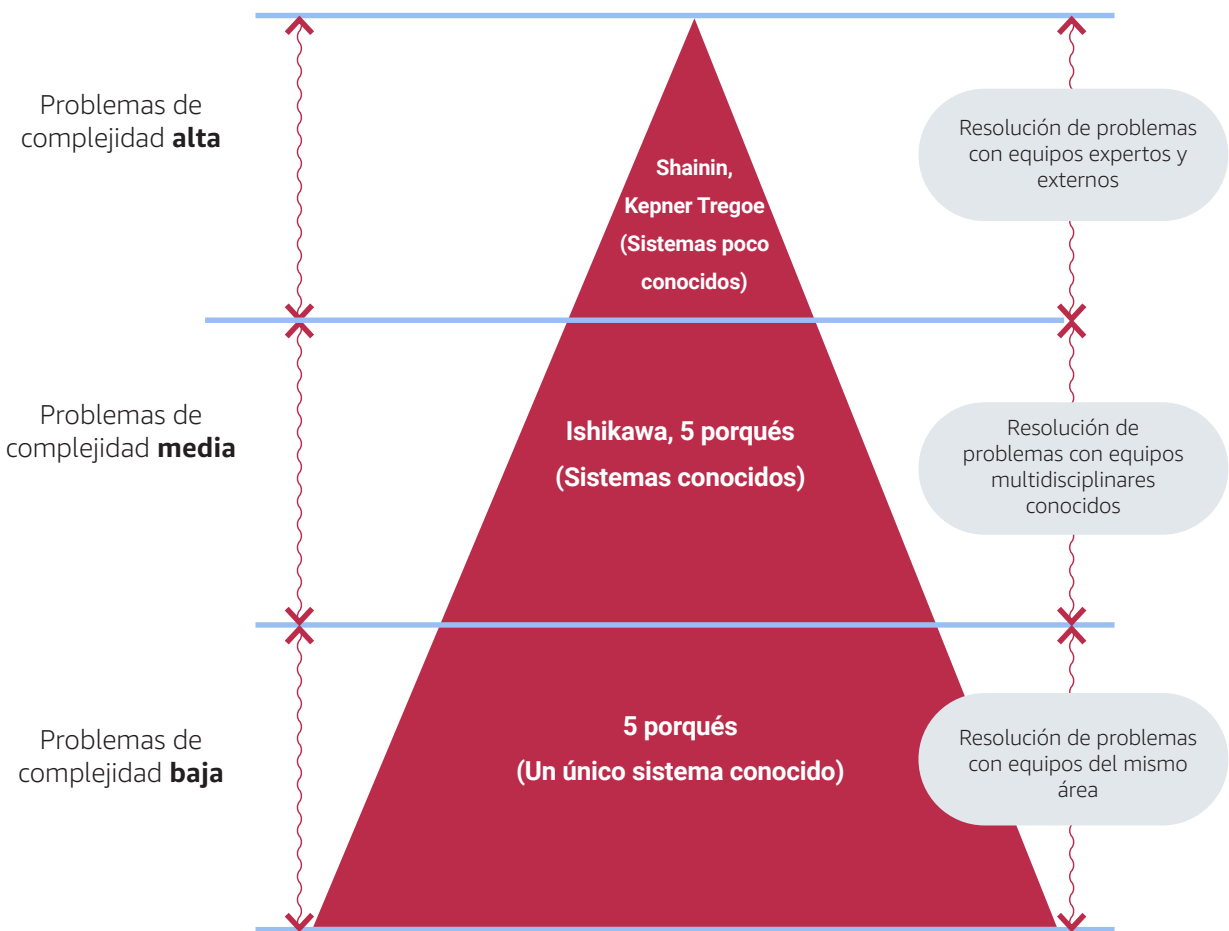 Problemas de
complejidad alta
Shainin,
Kepner Tregoe
(Sistemas poco
conocidos)
Resolución de problemas
con equipos expertos y
externos
Problemas de
complejidad media
Ishikawa, 5 porqués
(Sistemas conocidos)
Resolución de
problemas con equipos
multidisciplinares
conocidos
Problemas de
complejidad baja
5 porqués
(Un único sistema conocido)
Resolución de problemas
con equipos del mismo
área